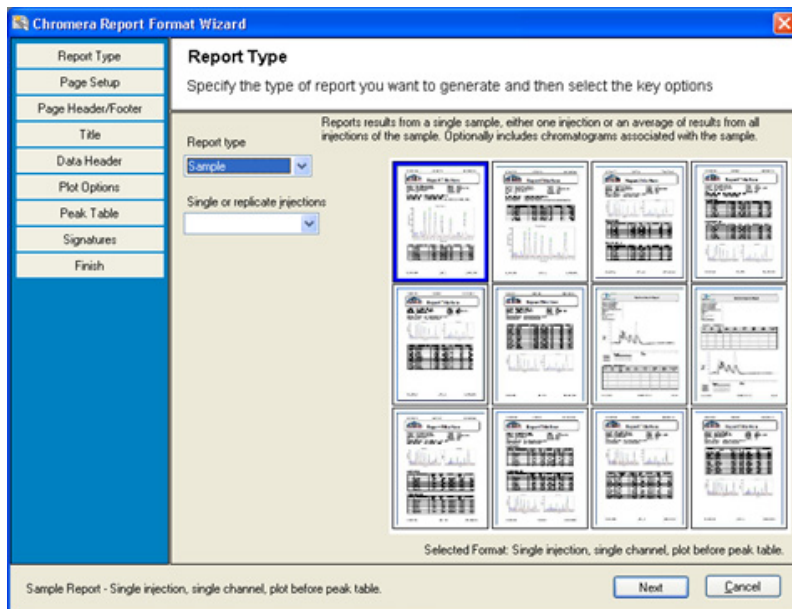 Chromera Report Format Wizard
Report Type
Page Setup
Page Header/Footer
Title
Data Header
Plot Options
Peak Table
Signatures
Finish
Report Type
Specify the type of report you want to generate and then select the key options
Reports results from a single sample, either one injection or an average of results from all
injections of the sample. Optionally includes chromatograms associated with the sample.
Report type
Sample
Single or replicate injections
Selected Format: Single injection, single channel, plot before peak table.
Sample Report - Single injection, single channel, plot before peak table.
Next
Cancel